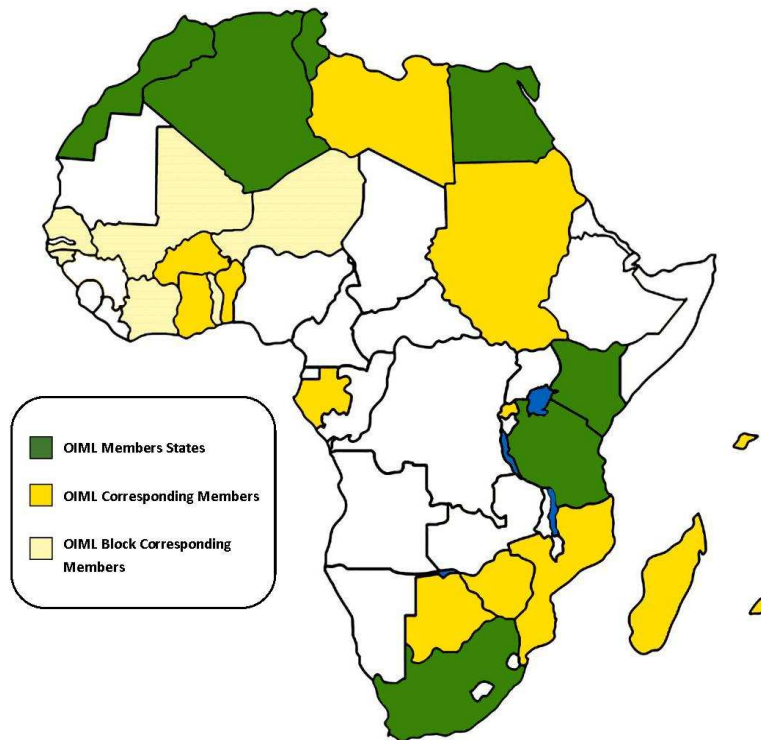 OIML Members States
OIML Corresponding Members
OIML Block Corresponding
Members